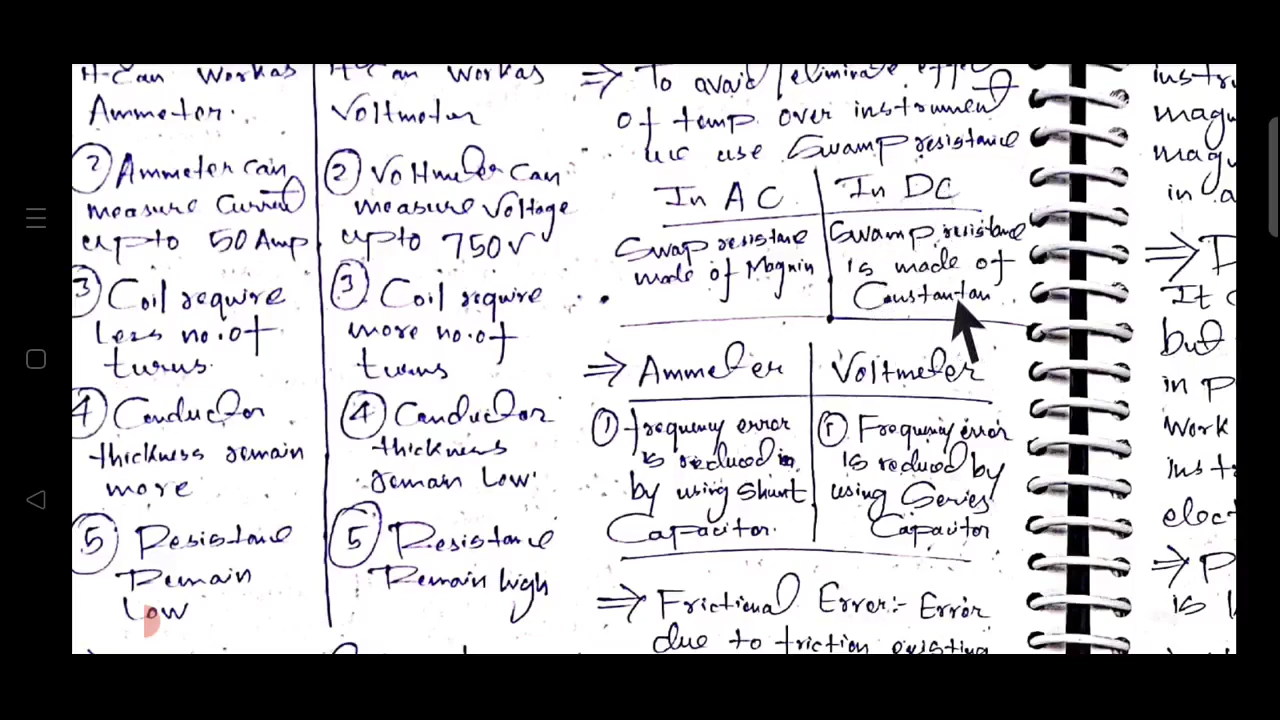 It can workas
Ammeter.
② Ammeter can
measure Current
upto 50 Amp
③ Coil require
Less no. of
turns.
④ Conductor
thickness remain
more
⑤ Resistance
Remain
Low
It can workas
Voltmeter
② Voltmeter Can
measure Voltage
upto 750V
③ Coil require
more no. of
turns
④ Conductor
thickness
remain Low.
⑤ Resistance
Remain high
⇒ To avoid / eliminate effect
of temp over instrument
we use Swamp resistance
In AC
Swap resistane
made of Magnin
In DC
Swamp resistance
is made of
Constantan
⇒ Ammeter
① frequency error
is reduced in
by using shunt
Capacitor.
Voltmeter
① Frequency error
is reduced by
using Series
Capacitor
⇒ Frictional Error:- Error
due to friction existing
instr
magn
magn
in a
⇒
It c
but
in p
work
inst
elect
⇒ P
is